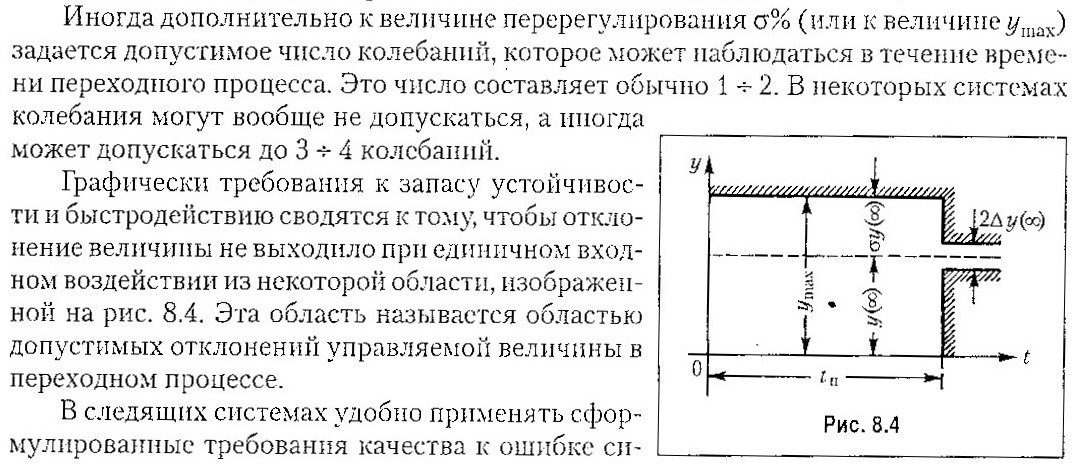 Иногда дополнительно к величине перерегулирования σ% (или к величине y_max)
задается допустимое число колебаний, которое может наблюдаться в течение време-
ни переходного процесса. Это число составляет обычно 1 ÷ 2. В некоторых системах
колебания могут вообще не допускаться, а иногда
может допускаться до 3 ÷ 4 колебаний.
Графически требования к запасу устойчивос-
ти и быстродействию сводятся к тому, чтобы откло-
нение величины не выходило при единичном вход-
ном воздействии из некоторой области, изображен-
ной на рис. 8.4. Эта область называется областью
допустимых отклонений управляемой величины в
переходном процессе.
В следящих системах удобно применять сфор-
мулированные требования качества к ошибке си-
y
σy(∞)
2Δy(∞)
y_max
y(∞)
0
t_п
t
Рис. 8.4